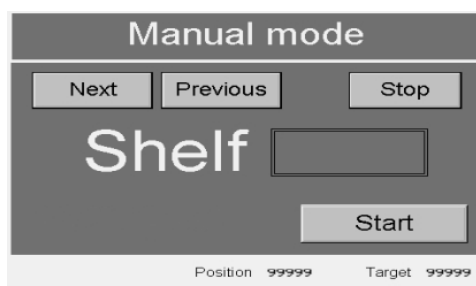 Manual mode
Next Previous Stop
Shelf
Start
Position 99999 Target 99999